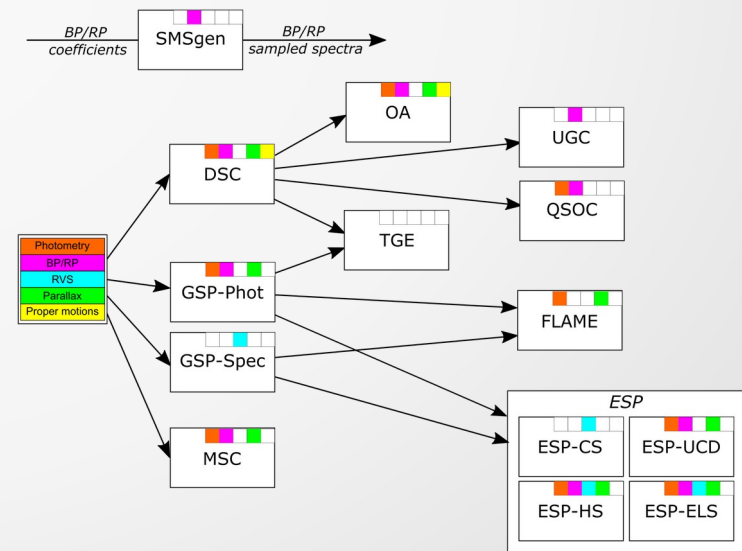 BP/RP
coefficients
SMSgen
BP/RP
sampled spectra
OA
UGC
DSC
QSOC
TGE
Photometry
BP/RP
RVS
Parallax
Proper motions
GSP-Phot
FLAME
GSP-Spec
MSC
ESP
ESP-CS
ESP-UCD
ESP-HS
ESP-ELS